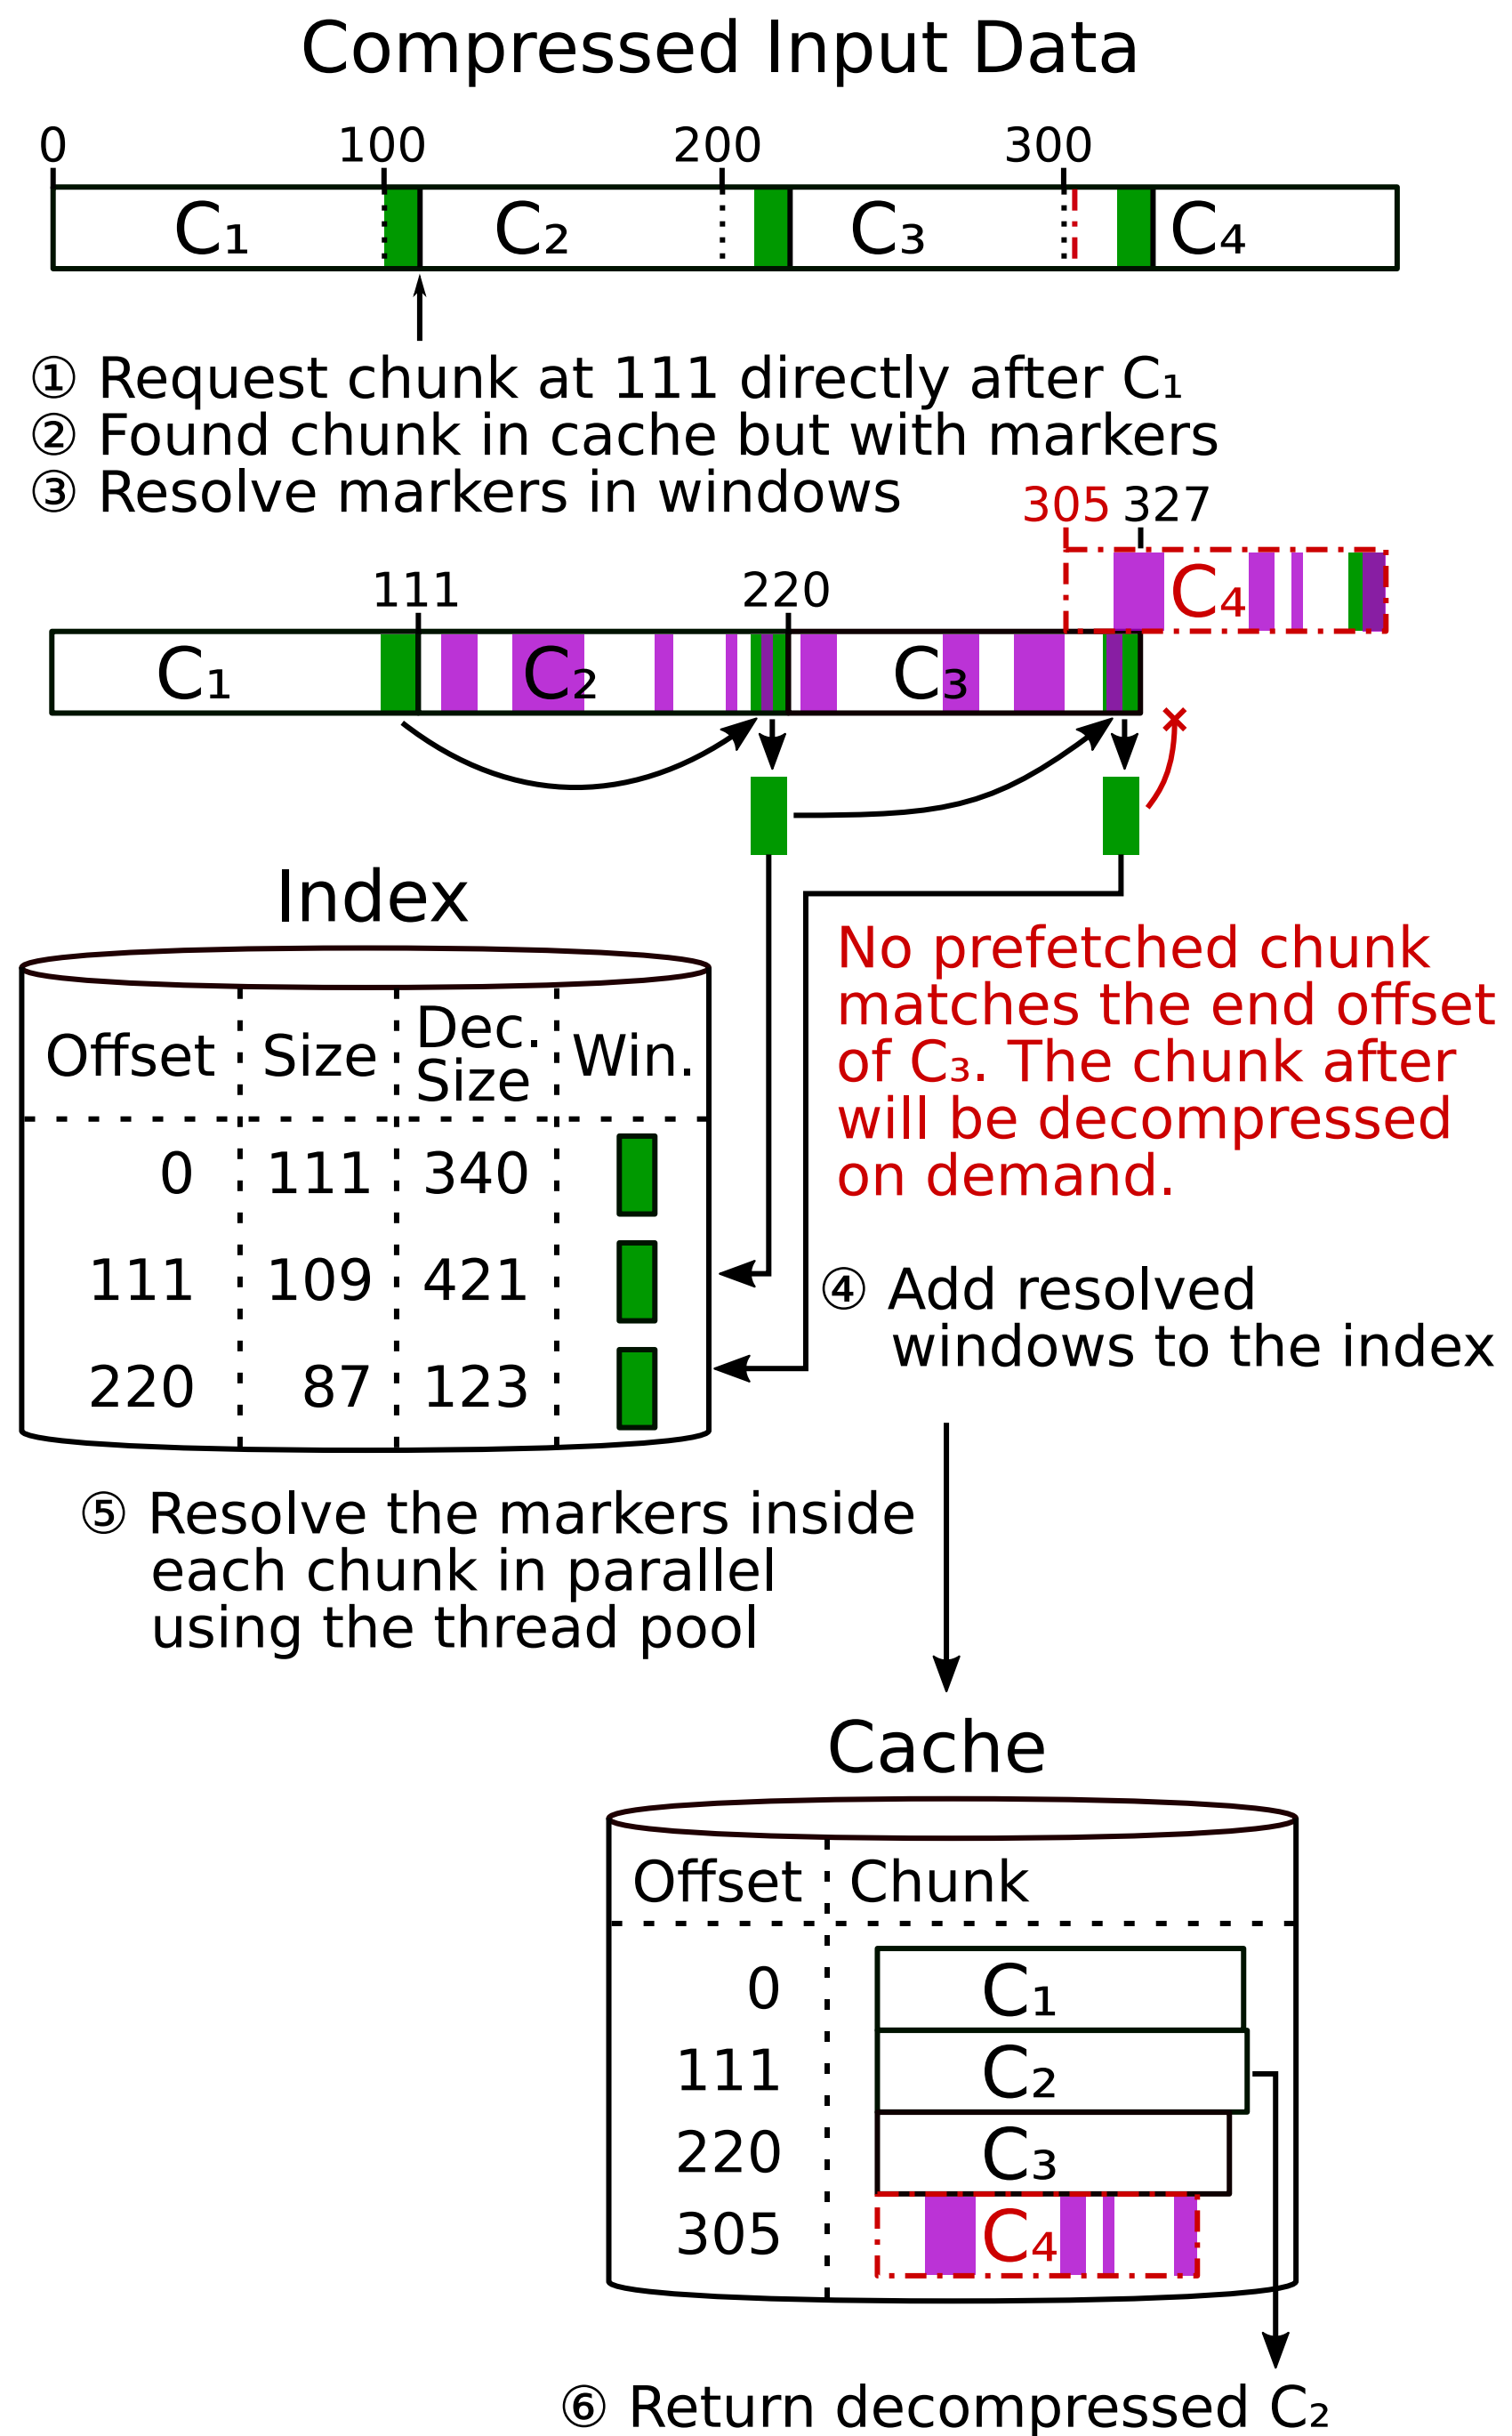 Compressed Input Data
0 100 200 300
C₁ C₂ C₃ C₄
① Request chunk at 111 directly after C₁
② Found chunk in cache but with markers
③ Resolve markers in windows
305 327
C₄
111 220
C₁ C₂ C₃
Index
Offset Size Dec. Size Win.
0 111 340
111 109 421
220 87 123
No prefetched chunk
matches the end offset
of C₃. The chunk after
will be decompressed
on demand.
④ Add resolved
windows to the index
⑤ Resolve the markers inside
each chunk in parallel
using the thread pool
Cache
Offset Chunk
0 C₁
111 C₂
220 C₃
305 C₄
⑥ Return decompressed C₂